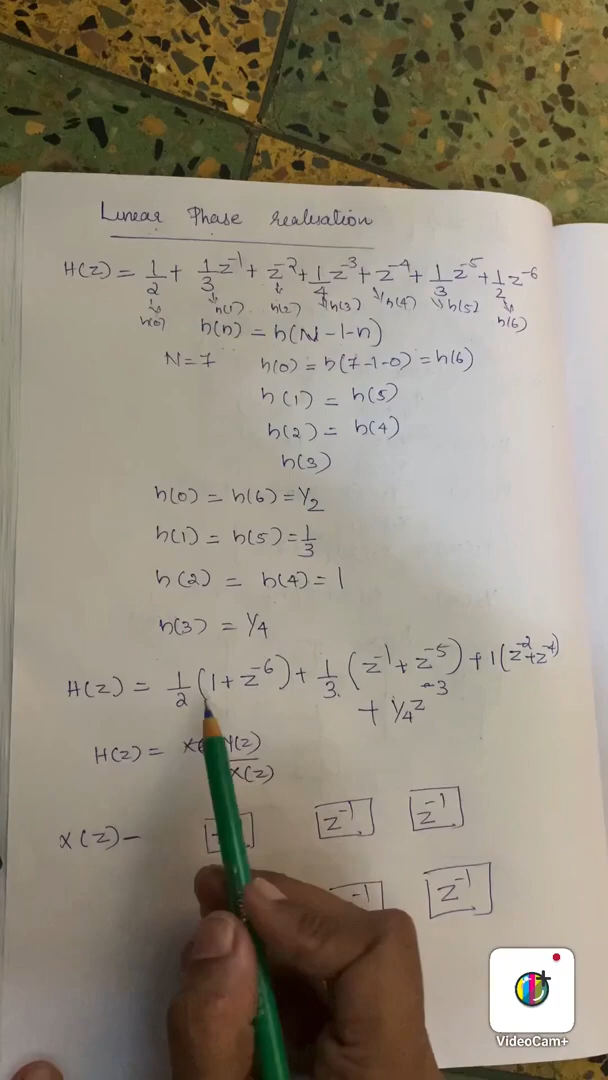 Linear Phase realisation
H(z) = 1/2 + 1/3 z^-1 + z^-2 + 1/4 z^-3 + z^-4 + 1/3 z^-5 + 1/2 z^-6
h(0) h(1) h(2) h(3) h(4) h(5) h(6)
h(n) = h(N-1-n)
N=7 h(0) = h(7-1-0) = h(6)
h(1) = h(5)
h(2) = h(4)
h(3)
h(0) = h(6) = 1/2
h(1) = h(5) = 1/3
h(2) = h(4) = 1
h(3) = 1/4
H(z) = 1/2 (1 + z^-6) + 1/3 (z^-1 + z^-5) + 1 (z^-2 + z^-4)
+ 1/4 z^-3
H(z) = Y(z)
X(z)
X(z) - z^-1 z^-1
-1 z^-1
VideoCam+